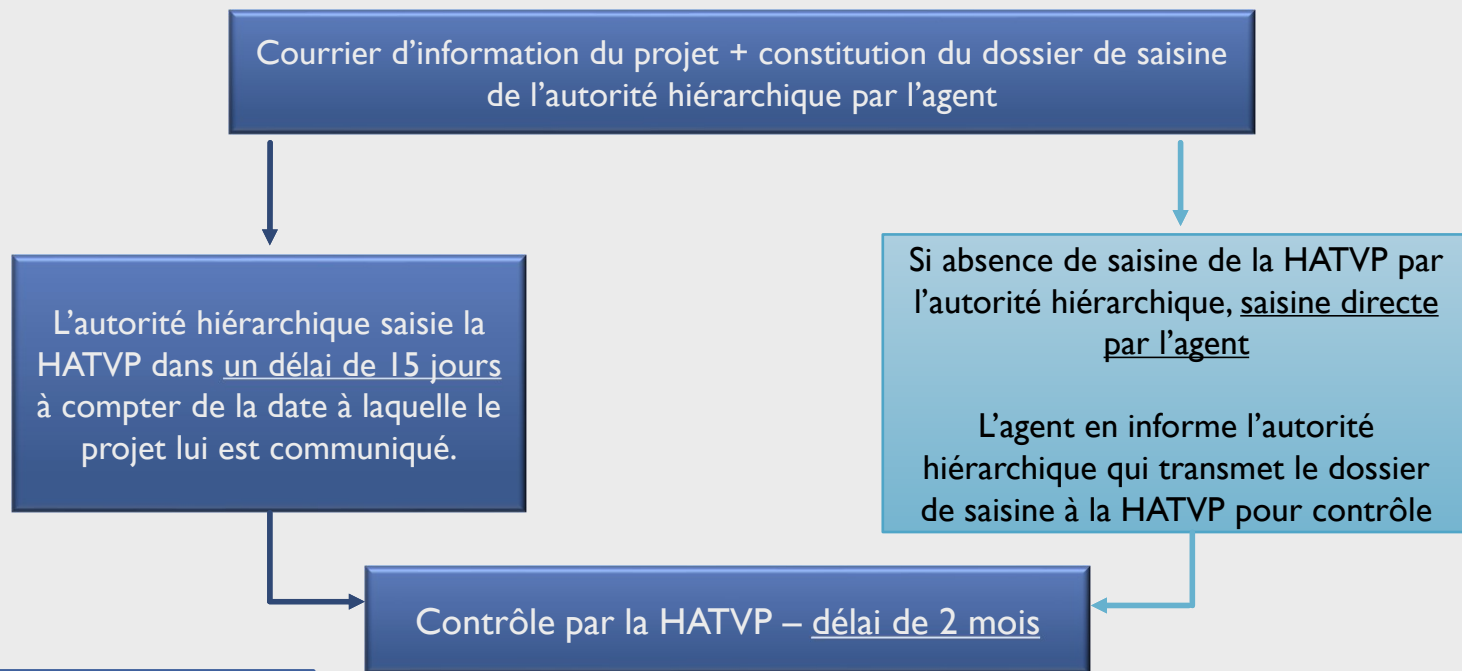 Courrier d’information du projet + constitution du dossier de saisine
de l’autorité hiérarchique par l’agent
L’autorité hiérarchique saisie la
HATVP dans un délai de 15 jours
à compter de la date à laquelle le
projet lui est communiqué.
Si absence de saisine de la HATVP par
l’autorité hiérarchique, saisine directe
par l’agent
L’agent en informe l’autorité
hiérarchique qui transmet le dossier
de saisine à la HATVP pour contrôle
Contrôle par la HATVP – délai de 2 mois